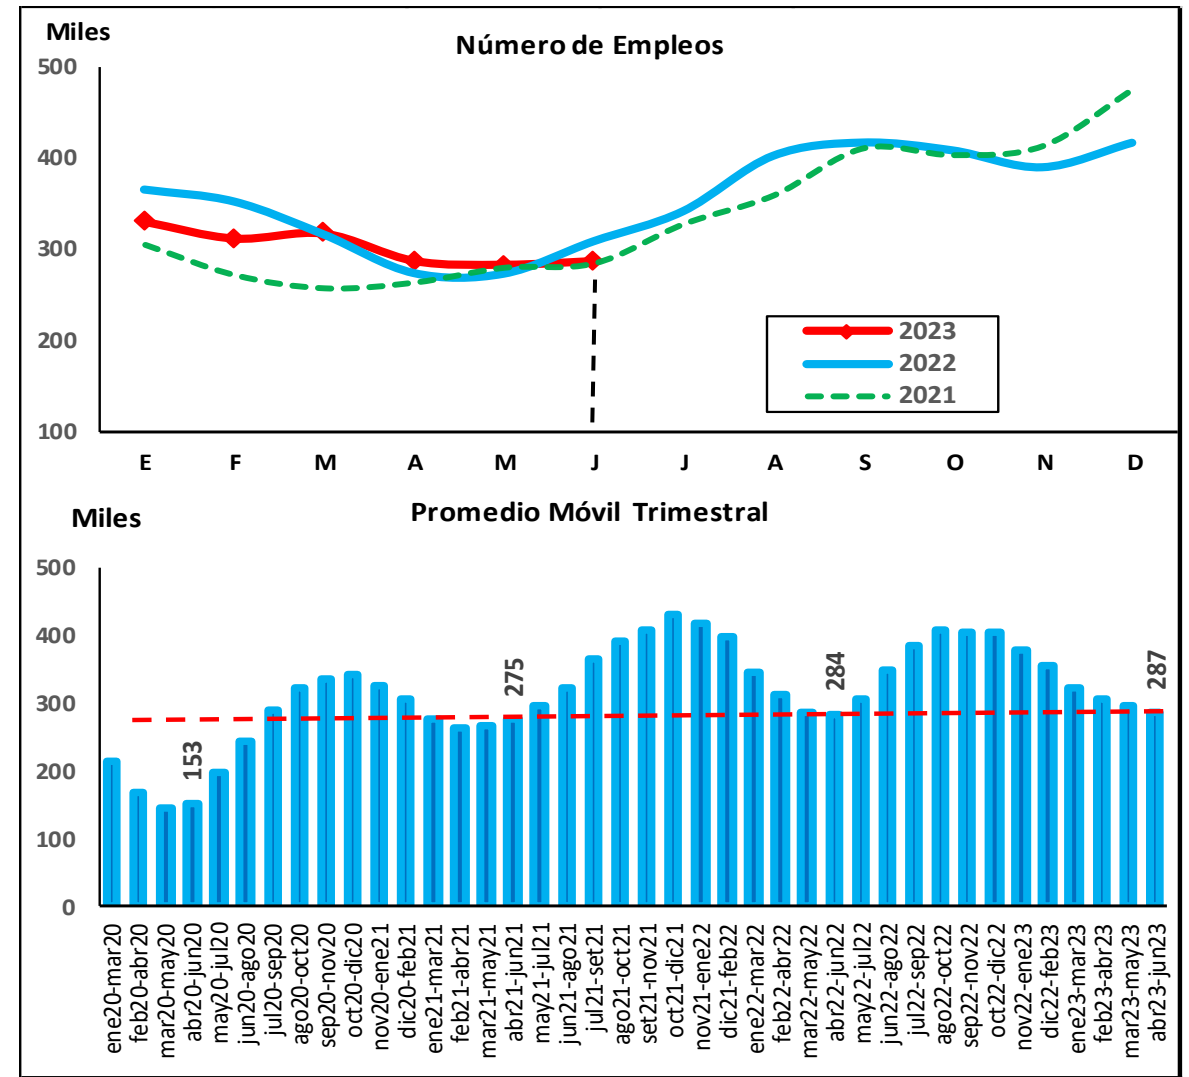 Miles
Número de Empleos
500
400
300
200
100
2023
2022
2021
E F M A M J J A S O N D
Miles
Promedio Móvil Trimestral
500
400
300
200
100
0
153
275
284
287
ene20-mar20
feb20-abr20
mar20-may20
abr20-jun20
may20-jul20
jun20-ago20
jul20-sep20
ago20-oct20
sep20-nov20
oct20-dic20
nov20-ene21
dic20-feb21
ene21-mar21
feb21-abr21
mar21-may21
abr21-jun21
may21-jul21
jun21-ago21
jul21-set21
ago21-oct21
set21-nov21
oct21-dic21
nov21-ene22
dic21-feb22
ene22-mar22
feb22-abr22
mar22-may22
abr22-jun22
may22-jul22
jun22-ago22
jul22-sep22
ago22-oct22
sep22-nov22
oct22-dic22
nov22-ene23
dic22-feb23
ene23-mar23
feb23-abr23
mar23-may23
abr23-jun23